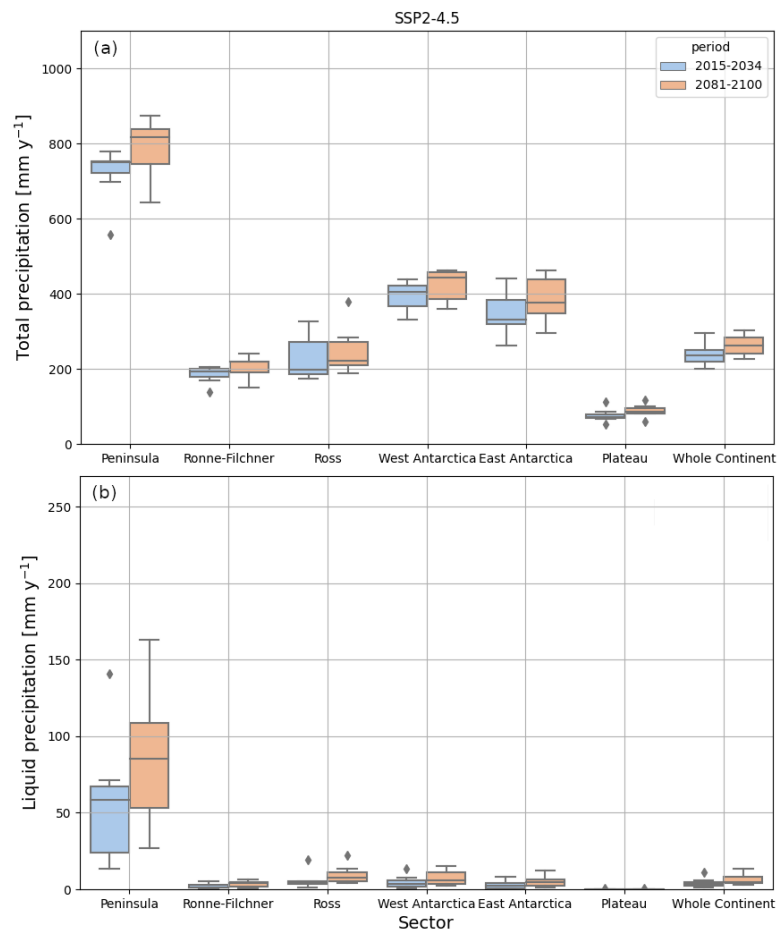 SSP2-4.5
(a)
period
2015-2034
2081-2100
Total precipitation [mm y⁻¹]
1000
800
600
400
200
0
Peninsula Ronne-Filchner Ross West Antarctica East Antarctica Plateau Whole Continent
(b)
Liquid precipitation [mm y⁻¹]
250
200
150
100
50
0
Peninsula Ronne-Filchner Ross West Antarctica East Antarctica Plateau Whole Continent
Sector